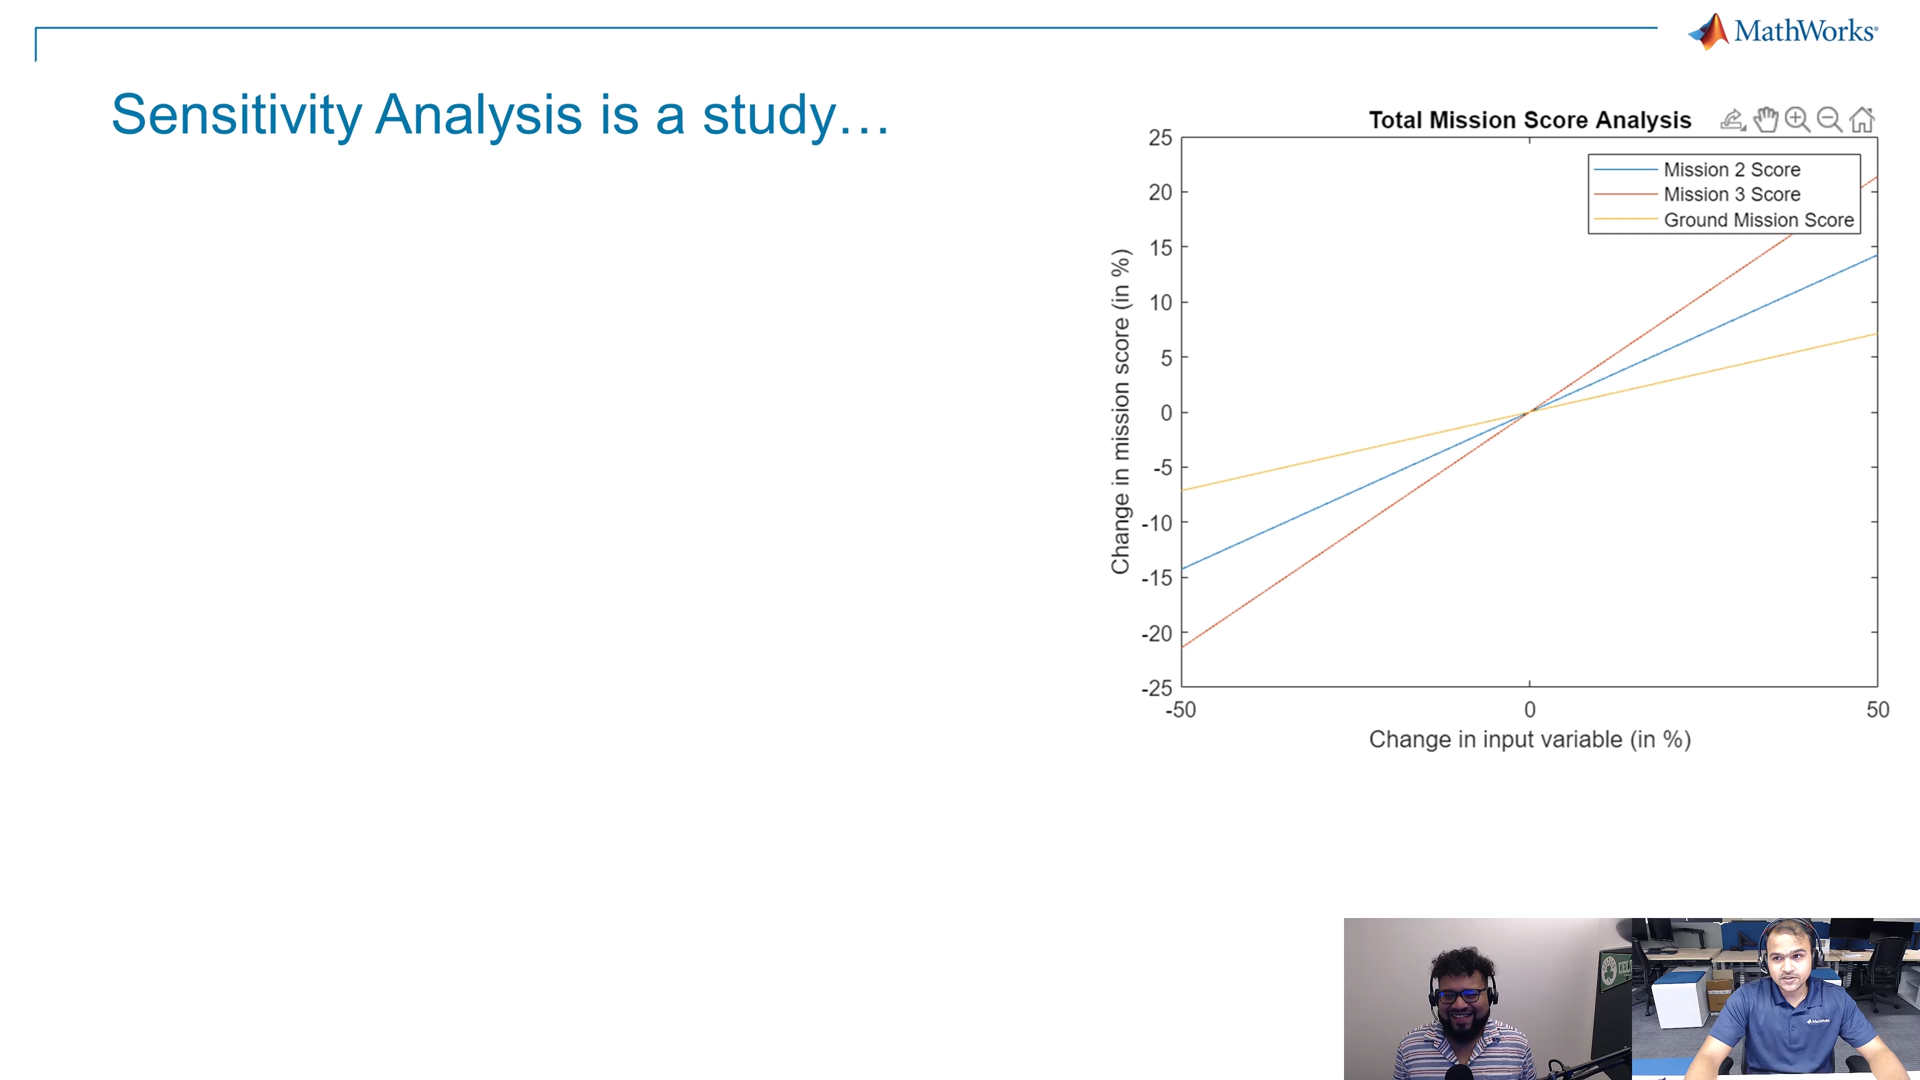 MathWorks®
Sensitivity Analysis is a study…
Total Mission Score Analysis
Mission 2 Score
Mission 3 Score
Ground Mission Score
Change in mission score (in %)
25
20
15
10
5
0
-5
-10
-15
-20
-25
-50
0
50
Change in input variable (in %)
CEL
MathWorks